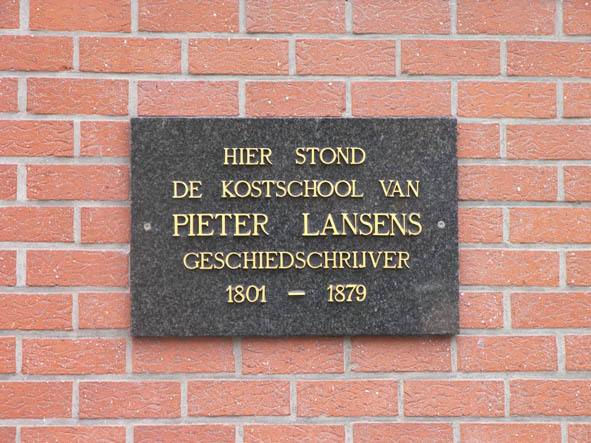 HIER STOND
DE KOSTSCHOOL VAN
PIETER LANSENS
GESCHIEDSCHRIJVER
1801 – 1879